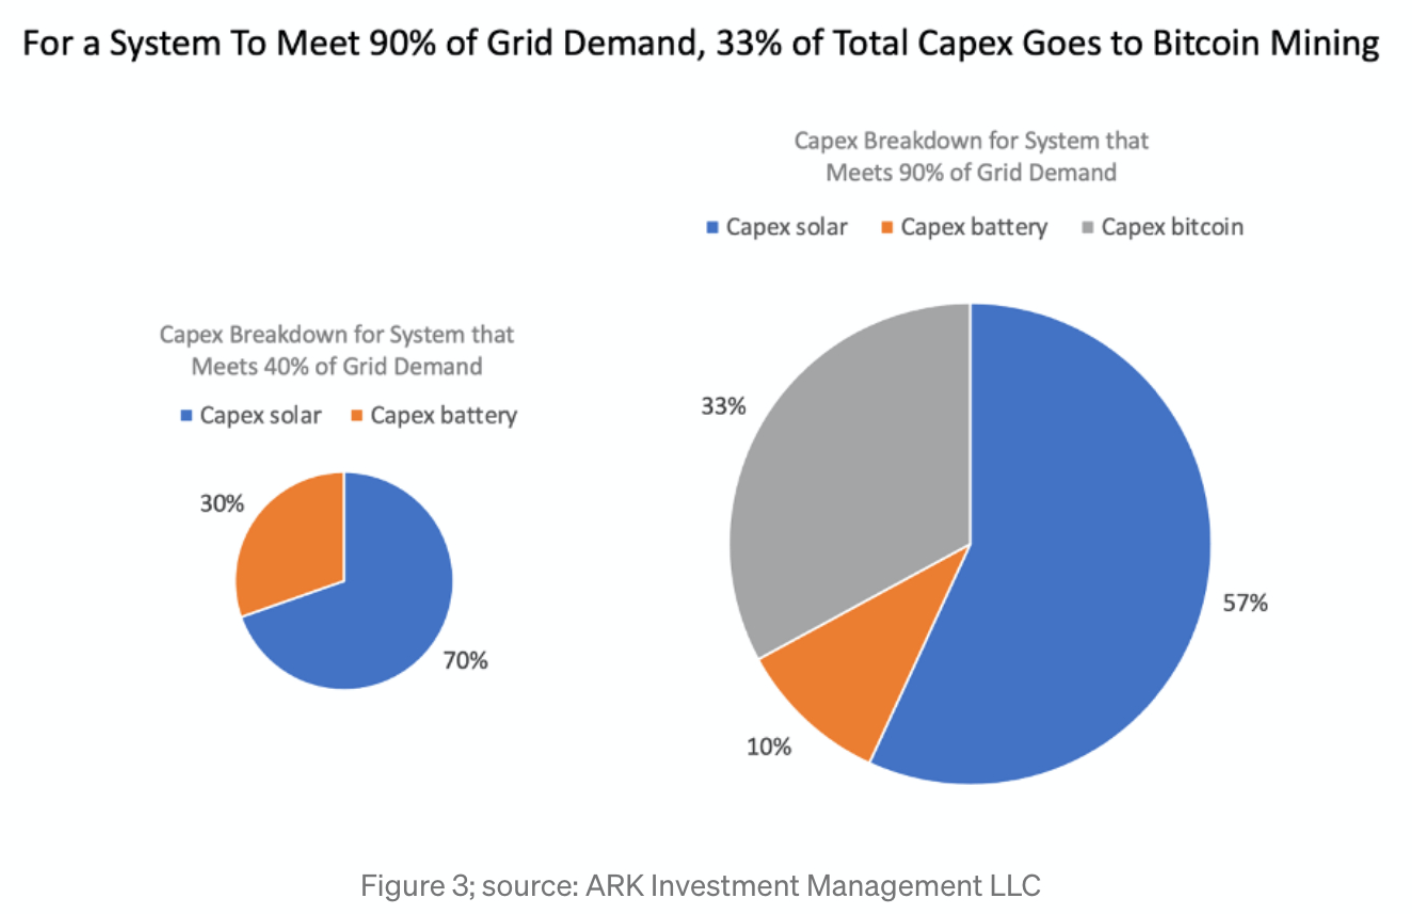 For a System To Meet 90% of Grid Demand, 33% of Total Capex Goes to Bitcoin Mining
Capex Breakdown for System that
Meets 40% of Grid Demand
Capex solar Capex battery
30%
70%
Capex Breakdown for System that
Meets 90% of Grid Demand
Capex solar Capex battery Capex bitcoin
33%
57%
10%
Figure 3; source: ARK Investment Management LLC